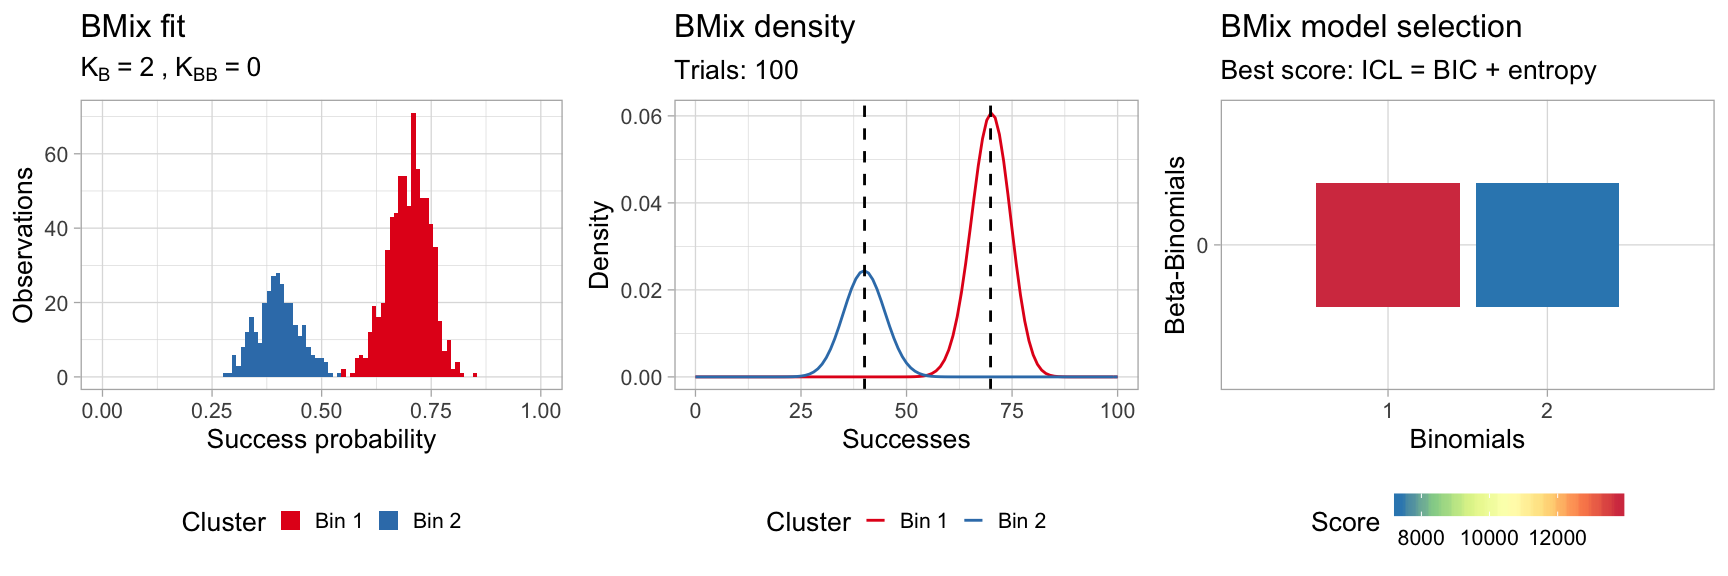 BMix fit
K_B = 2 , K_BB = 0
Observations
60
40
20
0
0.00 0.25 0.50 0.75 1.00
Success probability
Cluster Bin 1 Bin 2
BMix density
Trials: 100
Density
0.06
0.04
0.02
0.00
0 25 50 75 100
Successes
Cluster Bin 1 Bin 2
BMix model selection
Best score: ICL = BIC + entropy
Beta-Binomials
0
1 2
Binomials
Score
8000 10000 12000